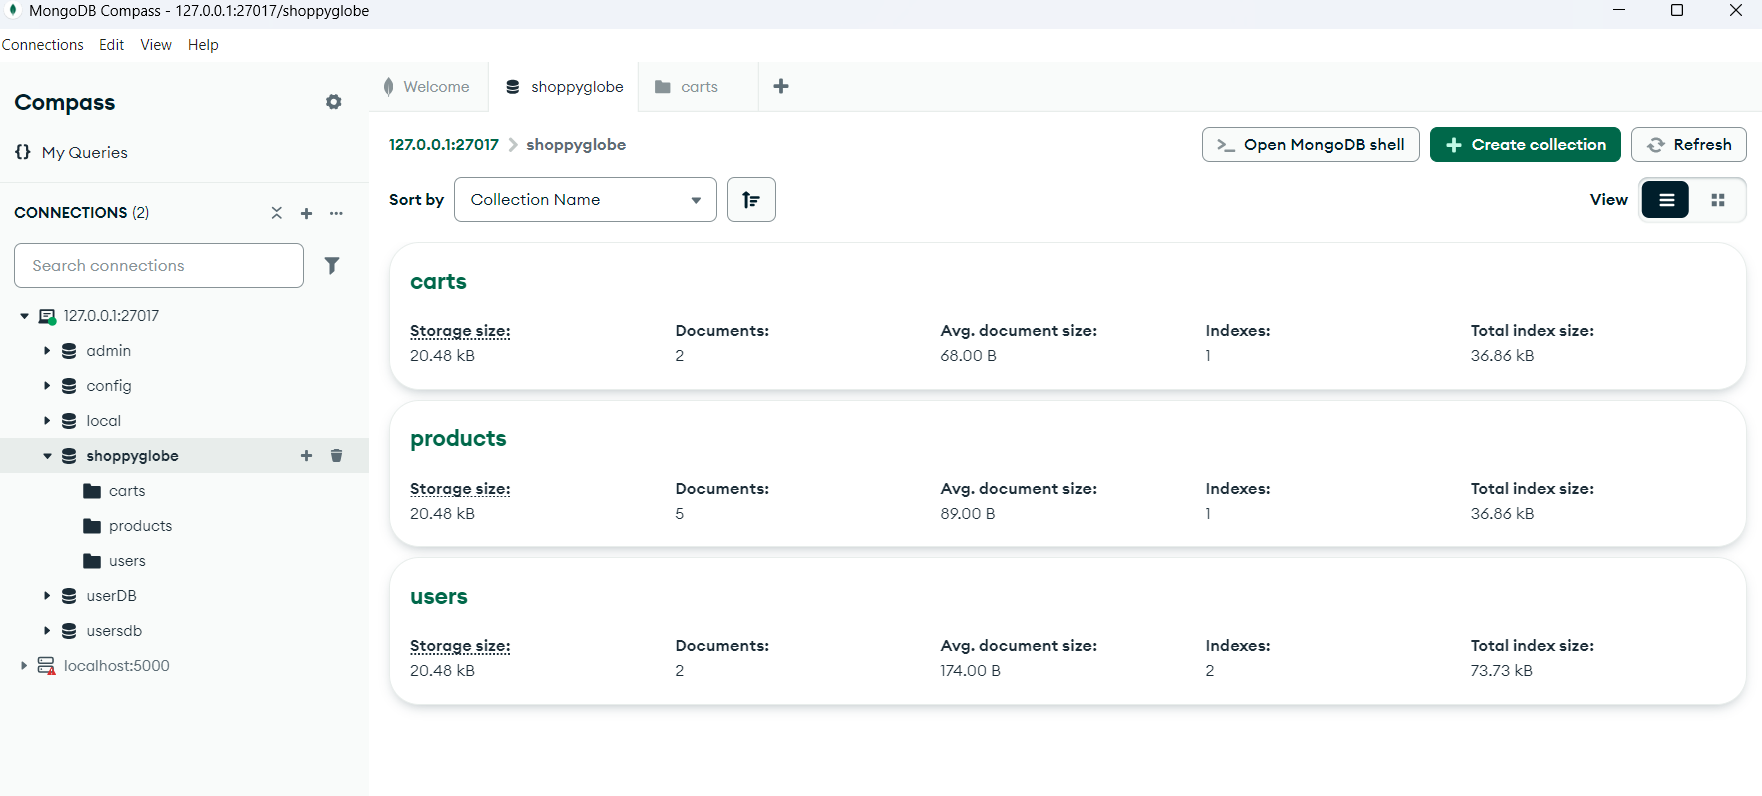 MongoDB Compass - 127.0.0.1:27017/shoppyglobe
Connections Edit View Help
Compass
{} My Queries
CONNECTIONS (2)
Search connections
127.0.0.1:27017
admin
config
local
shoppyglobe
carts
products
users
userDB
usersdb
localhost:5000
Welcome
shoppyglobe
carts
127.0.0.1:27017 > shoppyglobe
>_ Open MongoDB shell
+ Create collection
Refresh
Sort by
Collection Name
View
carts
Storage size: Documents: Avg. document size: Indexes: Total index size:
20.48 kB 2 68.00 B 1 36.86 kB
products
Storage size: Documents: Avg. document size: Indexes: Total index size:
20.48 kB 5 89.00 B 1 36.86 kB
users
Storage size: Documents: Avg. document size: Indexes: Total index size:
20.48 kB 2 174.00 B 2 73.73 kB